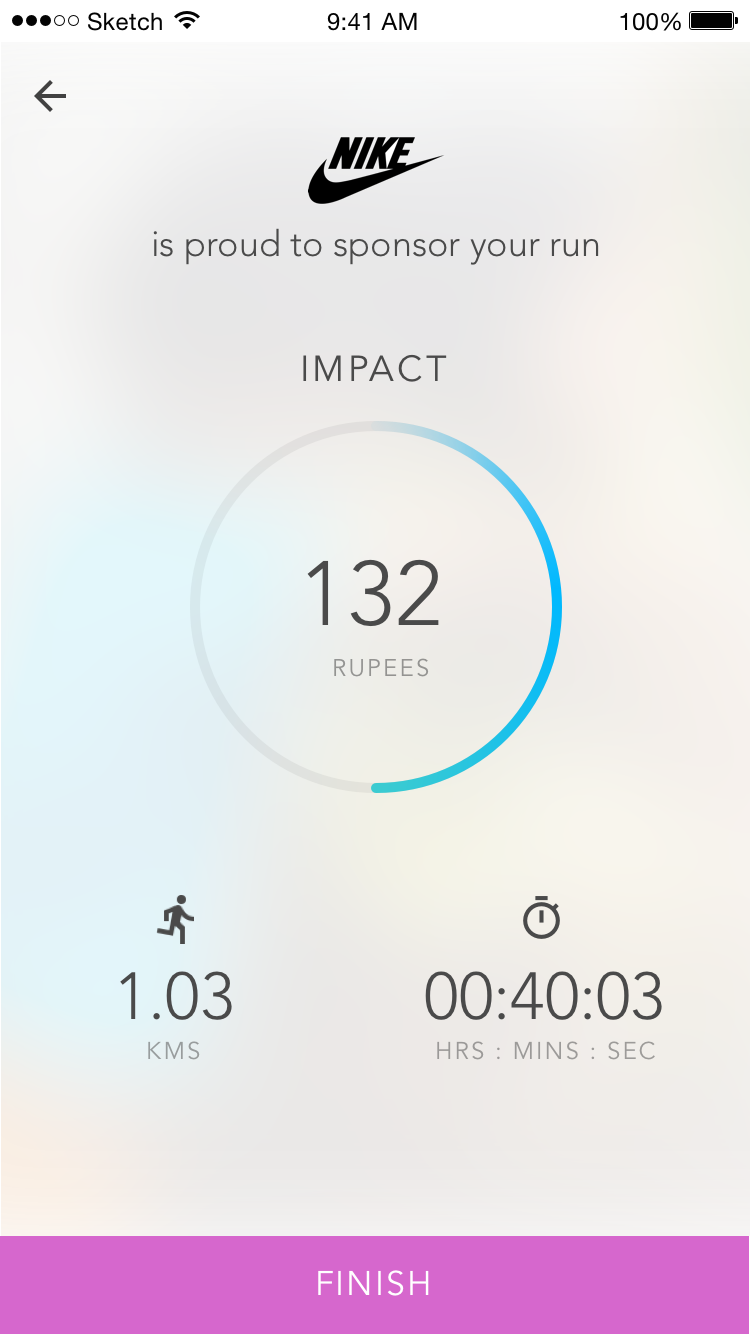 Sketch 9:41 AM 100%
NIKE
is proud to sponsor your run
IMPACT
132
RUPEES
1.03 00:40:03
KMS HRS : MINS : SEC
FINISH